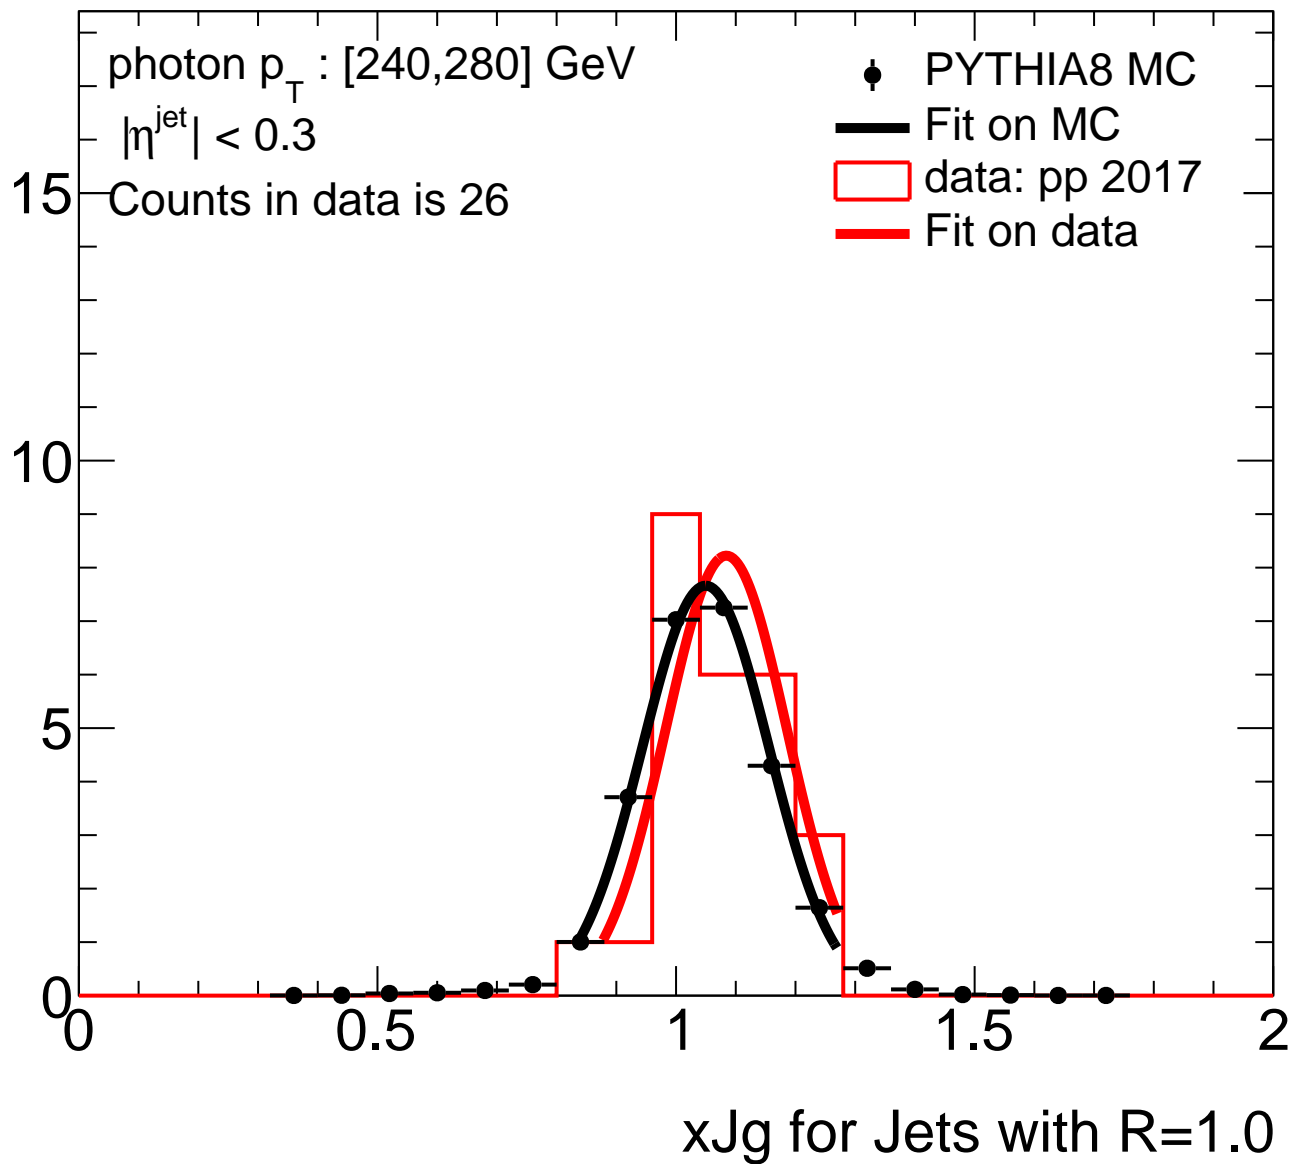 photon p_T : [240,280] GeV
|η^jet| < 0.3
Counts in data is 26
PYTHIA8 MC
Fit on MC
data: pp 2017
Fit on data
15
10
5
0
0 0.5 1 1.5 2
xJg for Jets with R=1.0